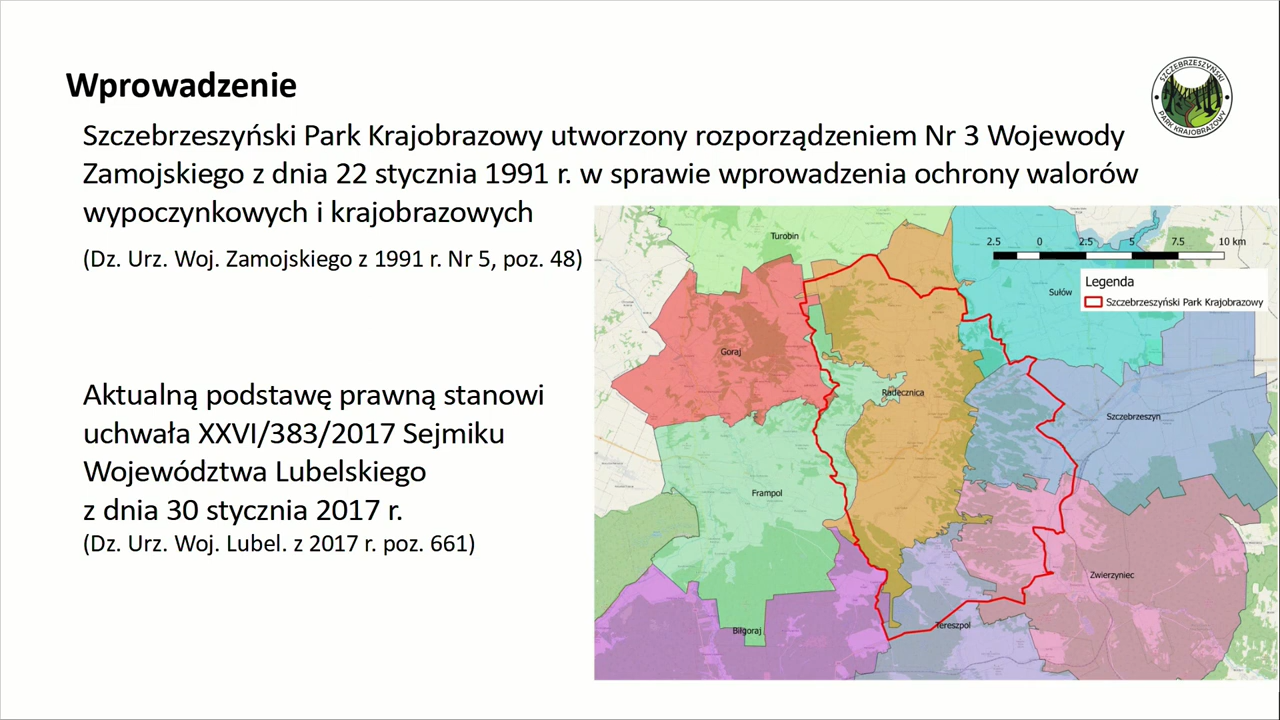 Wprowadzenie
Szczebrzeszyński Park Krajobrazowy utworzony rozporządzeniem Nr 3 Wojewody
Zamojskiego z dnia 22 stycznia 1991 r. w sprawie wprowadzenia ochrony walorów
wypoczynkowych i krajobrazowych
(Dz. Urz. Woj. Zamojskiego z 1991 r. Nr 5, poz. 48)
Aktualną podstawę prawną stanowi
uchwała XXVI/383/2017 Sejmiku
Województwa Lubelskiego
z dnia 30 stycznia 2017 r.
(Dz. Urz. Woj. Lubel. z 2017 r. poz. 661)
SZCZEBRZESZYŃSKI
PARK KRAJOBRAZOWY
Turobin
2.5 0 2.5 5 7.5 10 km
Sułów
Legenda
Szczebrzeszyński Park Krajobrazowy
Goraj
Radecznica
Szczebrzeszyn
Frampol
Zwierzyniec
Biłgoraj
Tereszpol